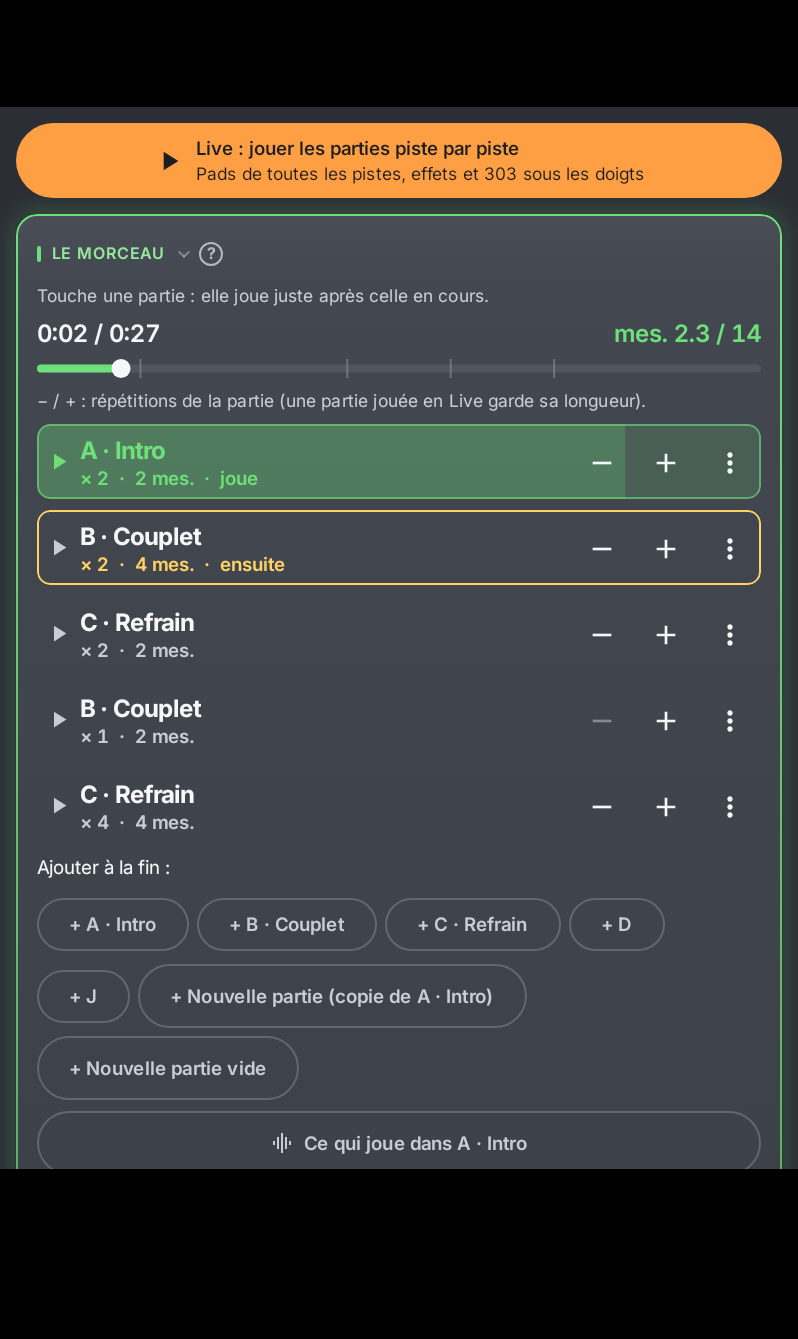 Live : jouer les parties piste par piste
Pads de toutes les pistes, effets et 303 sous les doigts
LE MORCEAU ?
Touche une partie : elle joue juste après celle en cours.
0:02 / 0:27 mes. 2.3 / 14
− / + : répétitions de la partie (une partie jouée en Live garde sa longueur).
A · Intro
× 2 · 2 mes. · joue
B · Couplet
× 2 · 4 mes. · ensuite
C · Refrain
× 2 · 2 mes.
B · Couplet
× 1 · 2 mes.
C · Refrain
× 4 · 4 mes.
Ajouter à la fin :
+ A · Intro + B · Couplet + C · Refrain + D
+ J + Nouvelle partie (copie de A · Intro)
+ Nouvelle partie vide
Ce qui joue dans A · Intro